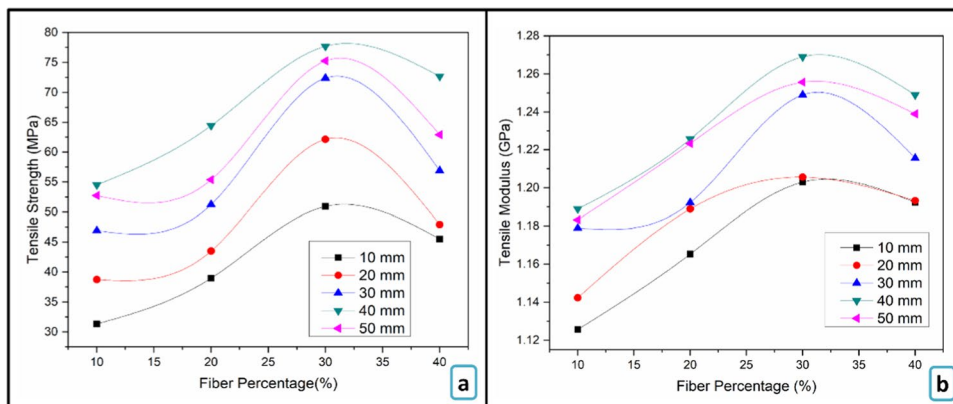 80
75
70
65
60
55
50
45
40
35
30
Tensile Strength (MPa)
10 15 20 25 30 35 40
Fiber Percentage(%)
10 mm
20 mm
30 mm
40 mm
50 mm
a
1.28
1.26
1.24
1.22
1.20
1.18
1.16
1.14
1.12
Tensile Modulus (GPa)
10 15 20 25 30 35 40
Fiber Percentage (%)
10 mm
20 mm
30 mm
40 mm
50 mm
b